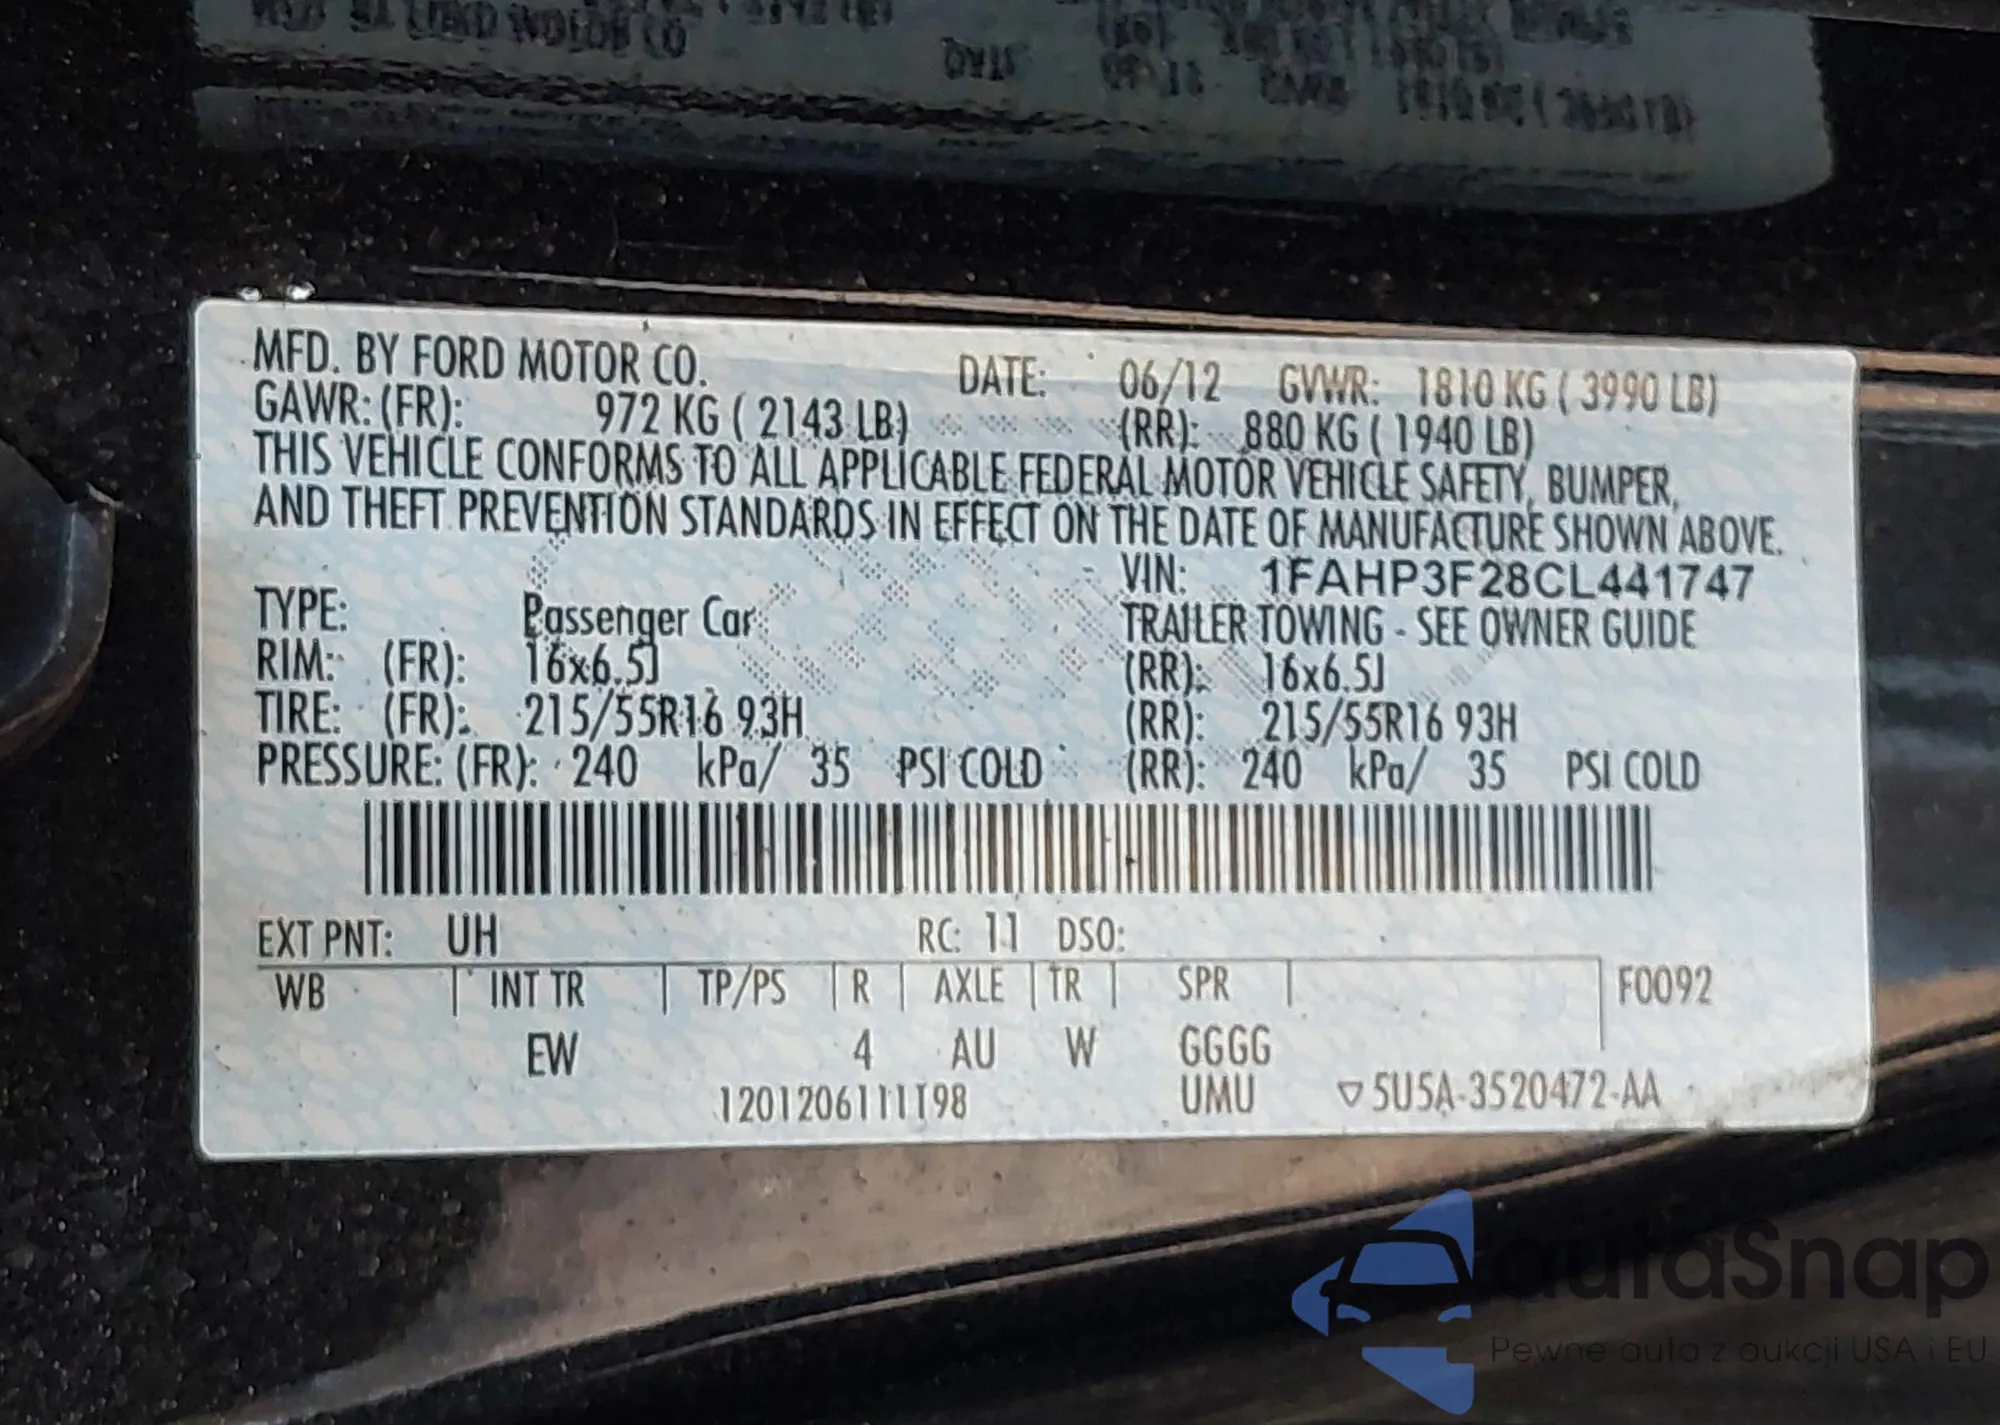 MFD. BY FORD MOTOR CO. DATE: 06/12 GVWR: 1810 KG ( 3990 LB)
GAWR: (FR): 972 KG ( 2143 LB) (RR): 880 KG ( 1940 LB)
THIS VEHICLE CONFORMS TO ALL APPLICABLE FEDERAL MOTOR VEHICLE SAFETY, BUMPER,
AND THEFT PREVENTION STANDARDS IN EFFECT ON THE DATE OF MANUFACTURE SHOWN ABOVE.
VIN: 1FAHP3F28CL441747
TYPE: Passenger Car TRAILER TOWING - SEE OWNER GUIDE
RIM: (FR): 16x6.5J (RR): 16x6.5J
TIRE: (FR): 215/55R16 93H (RR): 215/55R16 93H
PRESSURE: (FR): 240 kPa/ 35 PSI COLD (RR): 240 kPa/ 35 PSI COLD
EXT PNT: UH RC: 11 DSO:
WB INT TR TP/PS R AXLE TR SPR F0092
EW 4 AU W GGGG
1201206111198 UMU ▽5U5A-3520472-AA
autaSnap
Pewne auta z aukcji USA i EU